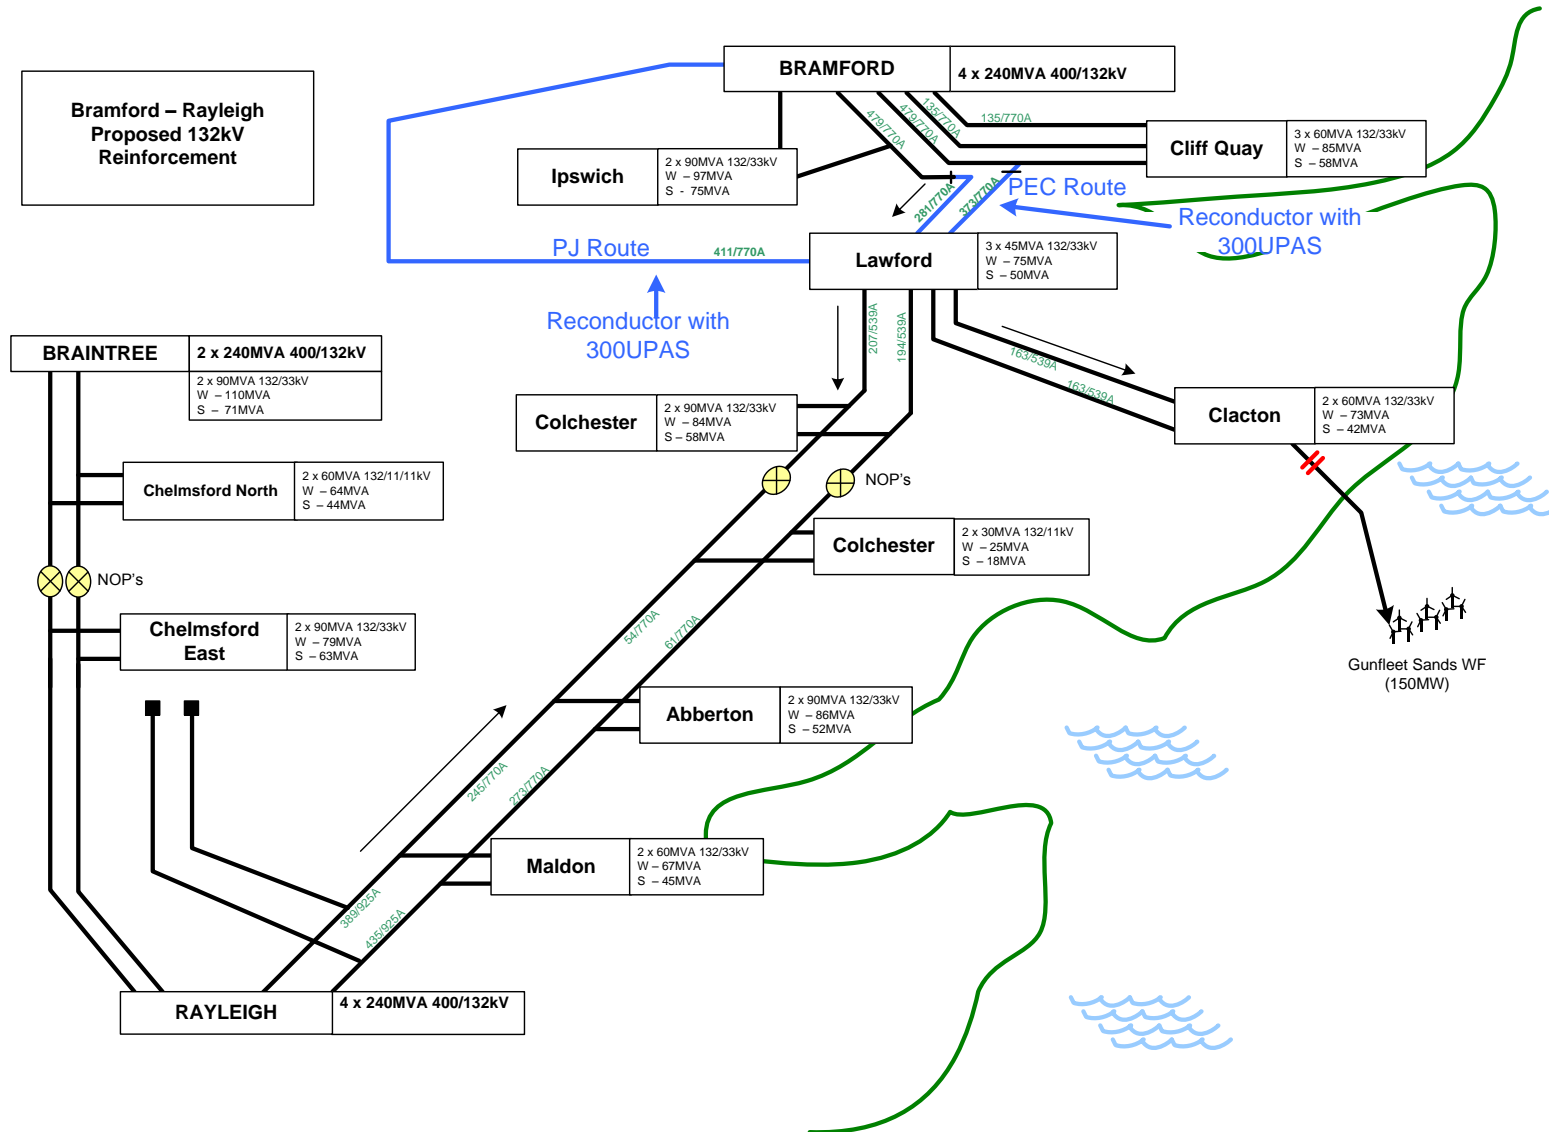 Bramford – Rayleigh
Proposed 132kV
Reinforcement
BRAMFORD
4 x 240MVA 400/132kV
479/770A
479/770A
135/770A
135/770A
Ipswich
2 x 90MVA 132/33kV
W – 97MVA
S - 75MVA
Cliff Quay
3 x 60MVA 132/33kV
W – 85MVA
S – 58MVA
281/770A
373/770A
PEC Route
Reconductor with
300UPAS
PJ Route
411/770A
Lawford
3 x 45MVA 132/33kV
W – 75MVA
S – 50MVA
Reconductor with
300UPAS
207/539A
194/539A
163/539A
163/539A
BRAINTREE
2 x 240MVA 400/132kV
2 x 90MVA 132/33kV
W – 110MVA
S – 71MVA
Colchester
2 x 90MVA 132/33kV
W – 84MVA
S – 58MVA
Clacton
2 x 60MVA 132/33kV
W – 73MVA
S – 42MVA
Chelmsford North
2 x 60MVA 132/11/11kV
W – 64MVA
S – 44MVA
NOP's
Colchester
2 x 30MVA 132/11kV
W – 25MVA
S – 18MVA
NOP's
Chelmsford
East
2 x 90MVA 132/33kV
W – 79MVA
S – 63MVA
54/770A
61/770A
Gunfleet Sands WF
(150MW)
Abberton
2 x 90MVA 132/33kV
W – 86MVA
S – 52MVA
245/770A
273/770A
Maldon
2 x 60MVA 132/33kV
W – 67MVA
S – 45MVA
389/925A
435/925A
RAYLEIGH
4 x 240MVA 400/132kV